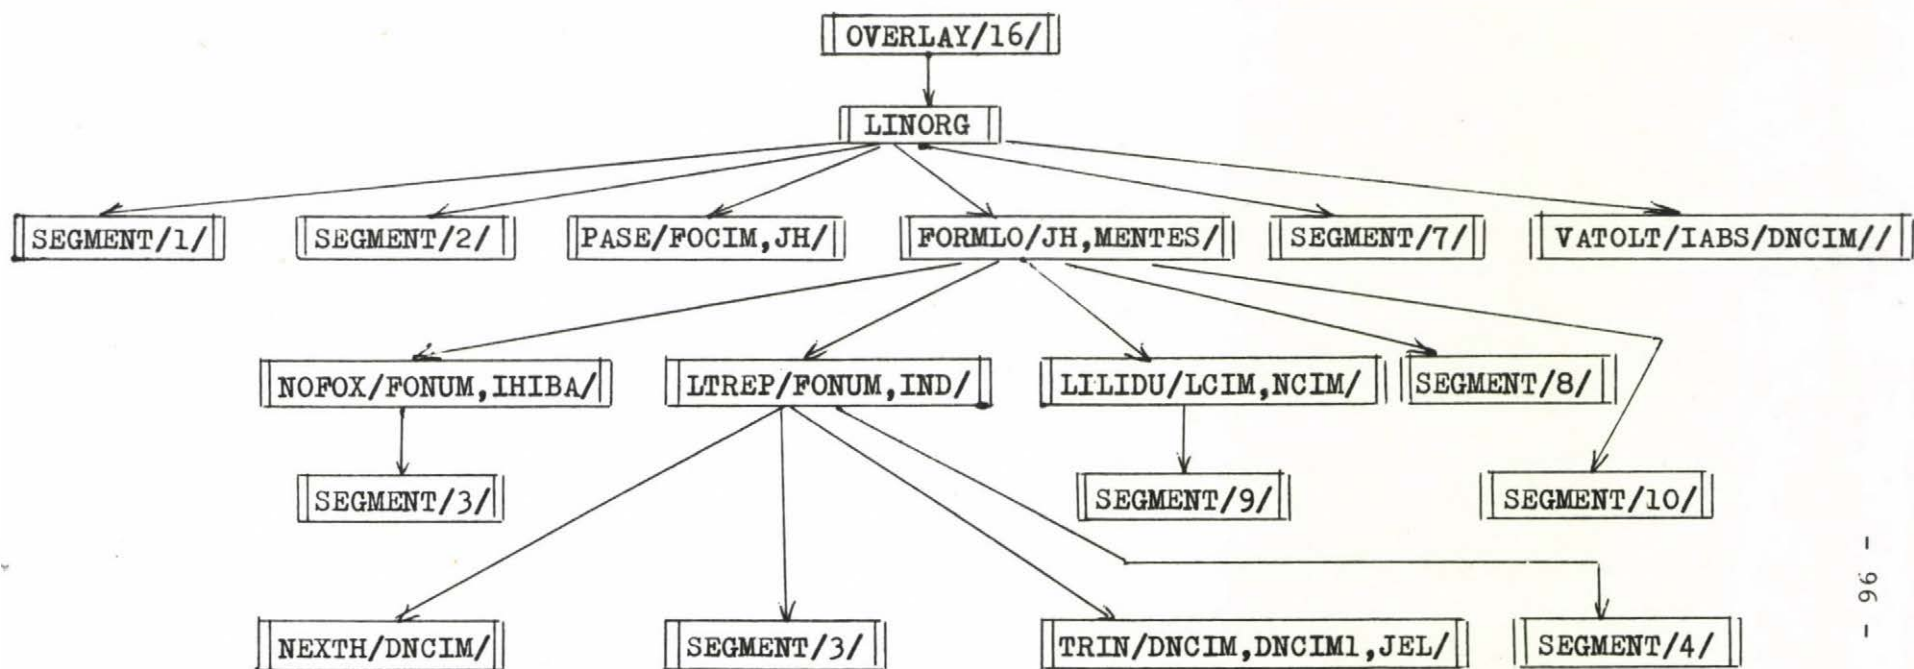 OVERLAY/16/
LINORG
SEGMENT/1/
SEGMENT/2/
PASE/FOCIM,JH/
FORMLO/JH,MENTES/
SEGMENT/7/
VATOLT/IABS/DNCIM//
NOFOX/FONUM,IHIBA/
LTREP/FONUM,IND/
LILIDU/LCIM,NCIM/
SEGMENT/8/
SEGMENT/3/
SEGMENT/9/
SEGMENT/10/
NEXTH/DNCIM/
SEGMENT/3/
TRIN/DNCIM,DNCIM1,JEL/
SEGMENT/4/
- 96 -